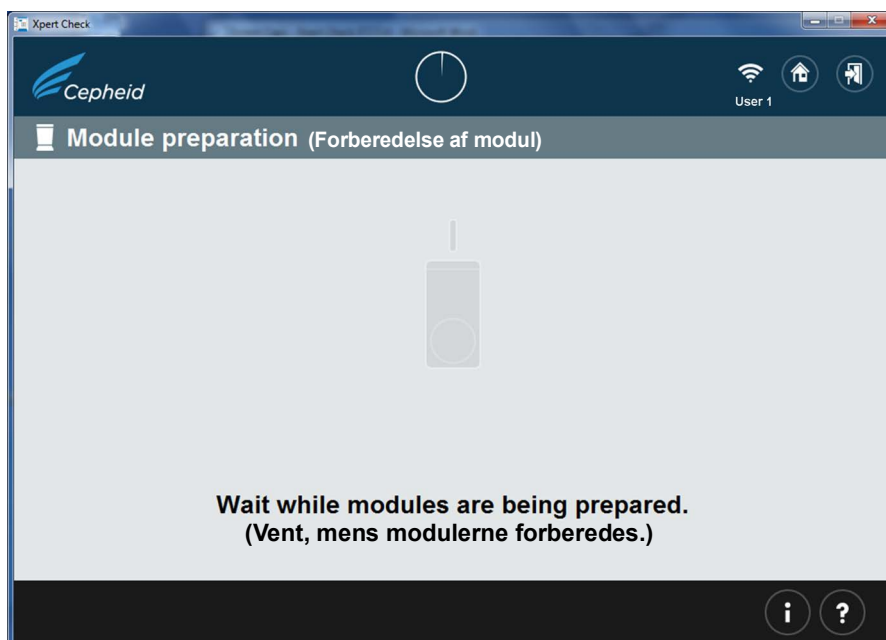 Xpert Check
Cepheid
User 1
Module preparation (Forberedelse af modul)
Wait while modules are being prepared.
(Vent, mens modulerne forberedes.)
i ?